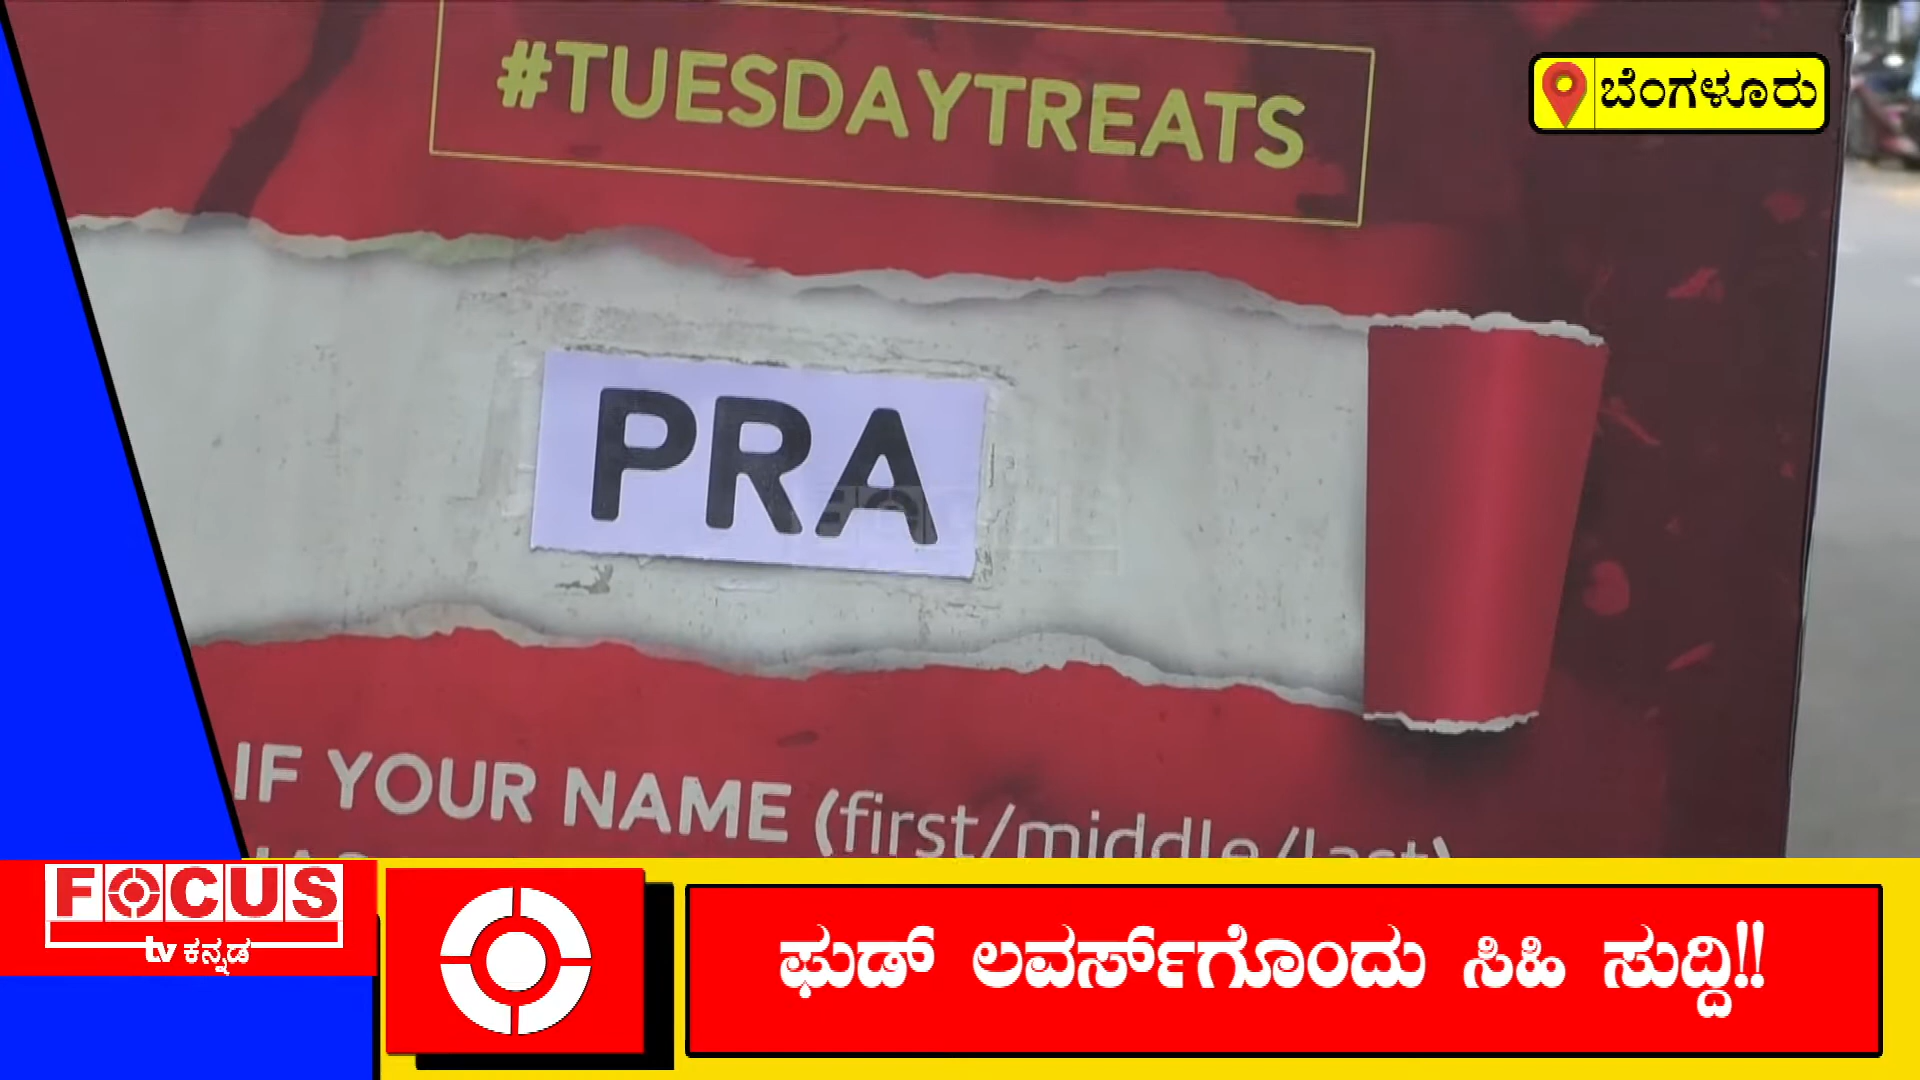 #TUESDAYTREATS
ಬೆಂಗಳೂರು
PRA
IF YOUR NAME (first/middle/last)
FOCUS
tv ಕನ್ನಡ
ಫುಡ್ ಲವರ್ಸ್‌ಗೊಂದು ಸಿಹಿ ಸುದ್ದಿ!!